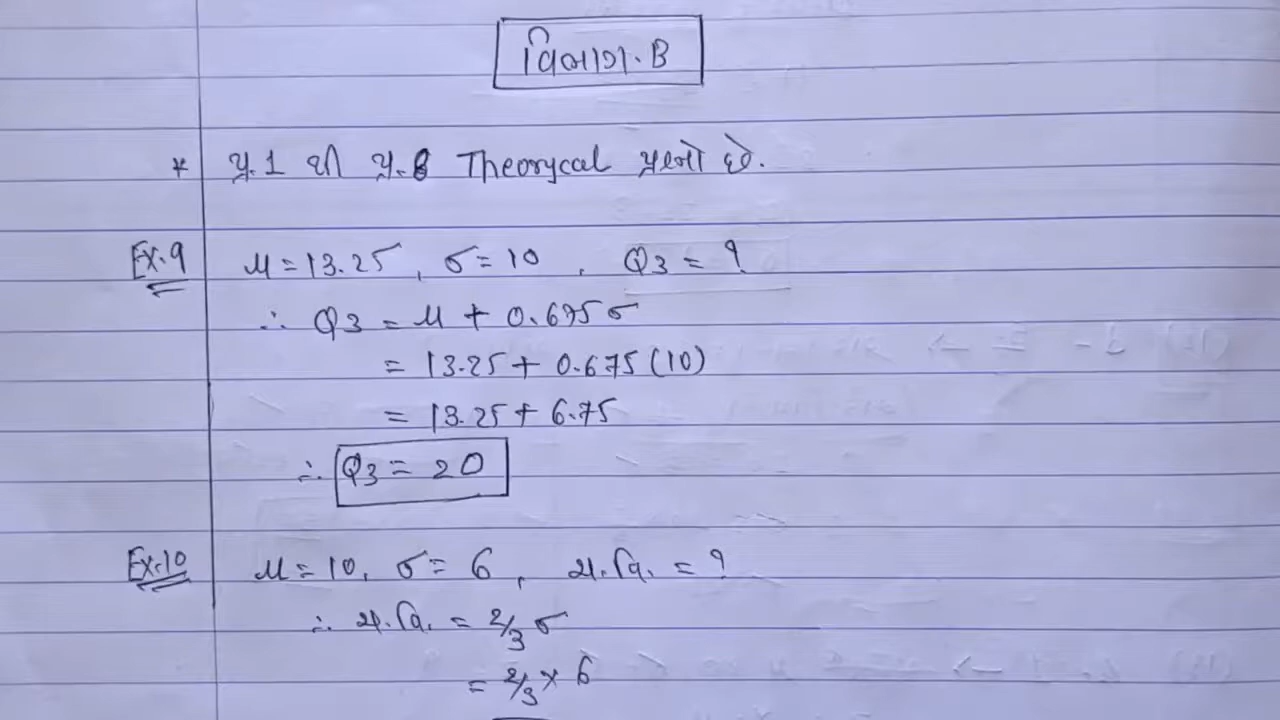 વિભાગ.B
* પ્ર.1 થી પ્ર.8 Theorycal પ્રશ્નો છે.
Ex.9 μ = 13.25, σ = 10, Q3 = ?
∴ Q3 = μ + 0.675 σ
= 13.25 + 0.675 (10)
= 13.25 + 6.75
∴ Q3 = 20
Ex.10 μ = 10, σ = 6, ચ.વિ. = ?
∴ ચ.વિ. = 2/3 σ
= 2/3 × 6